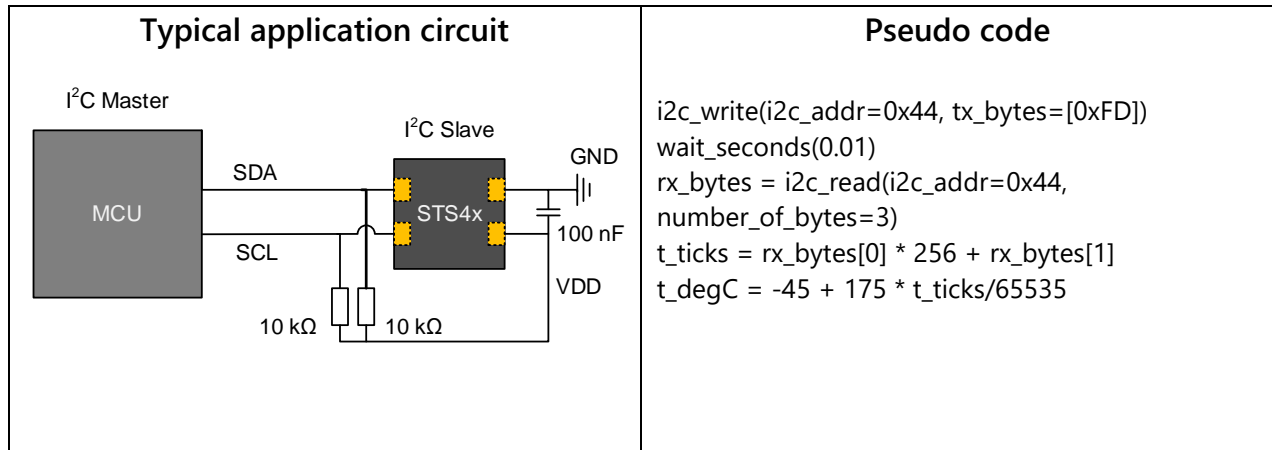 Typical application circuit
I²C Master
MCU
SDA
SCL
I²C Slave
STS4x
GND
100 nF
VDD
10 kΩ
10 kΩ
Pseudo code
i2c_write(i2c_addr=0x44, tx_bytes=[0xFD])
wait_seconds(0.01)
rx_bytes = i2c_read(i2c_addr=0x44,
number_of_bytes=3)
t_ticks = rx_bytes[0] * 256 + rx_bytes[1]
t_degC = -45 + 175 * t_ticks/65535